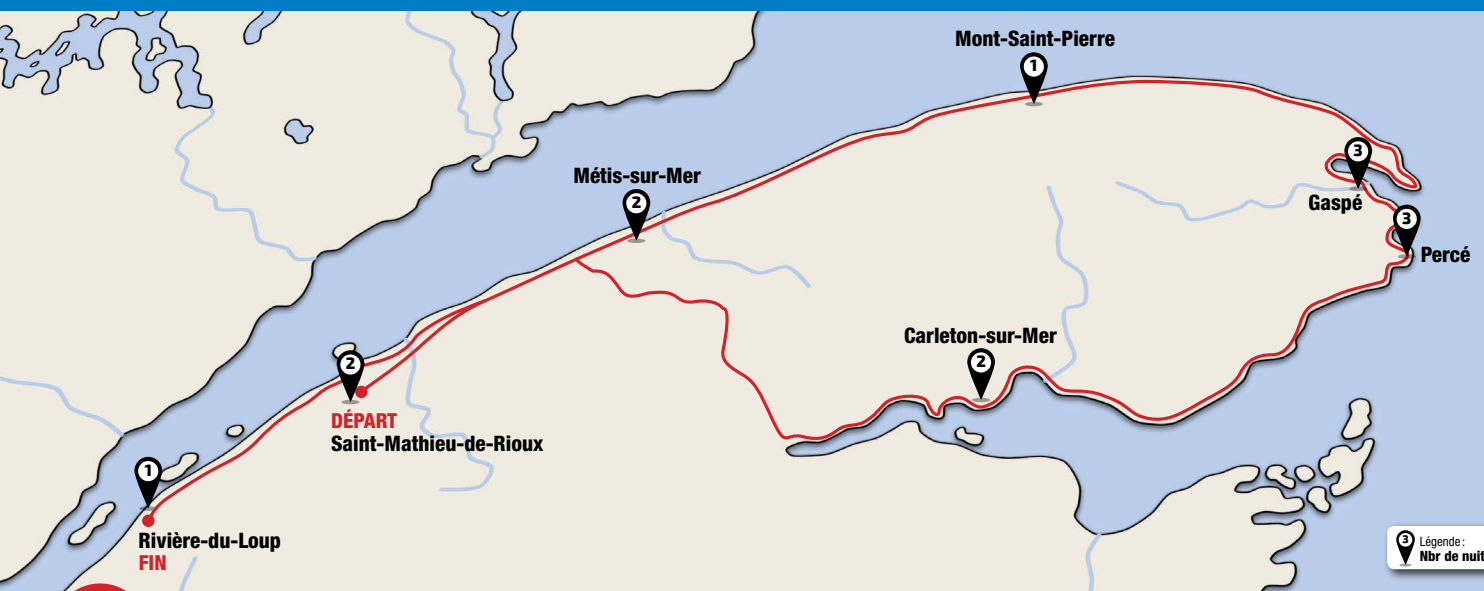 Mont-Saint-Pierre
1
Métis-sur-Mer
2
3
Gaspé
3
Percé
Carleton-sur-Mer
2
2
DÉPART
Saint-Mathieu-de-Rioux
1
Rivière-du-Loup
FIN
3
Légende :
Nbr de nuit